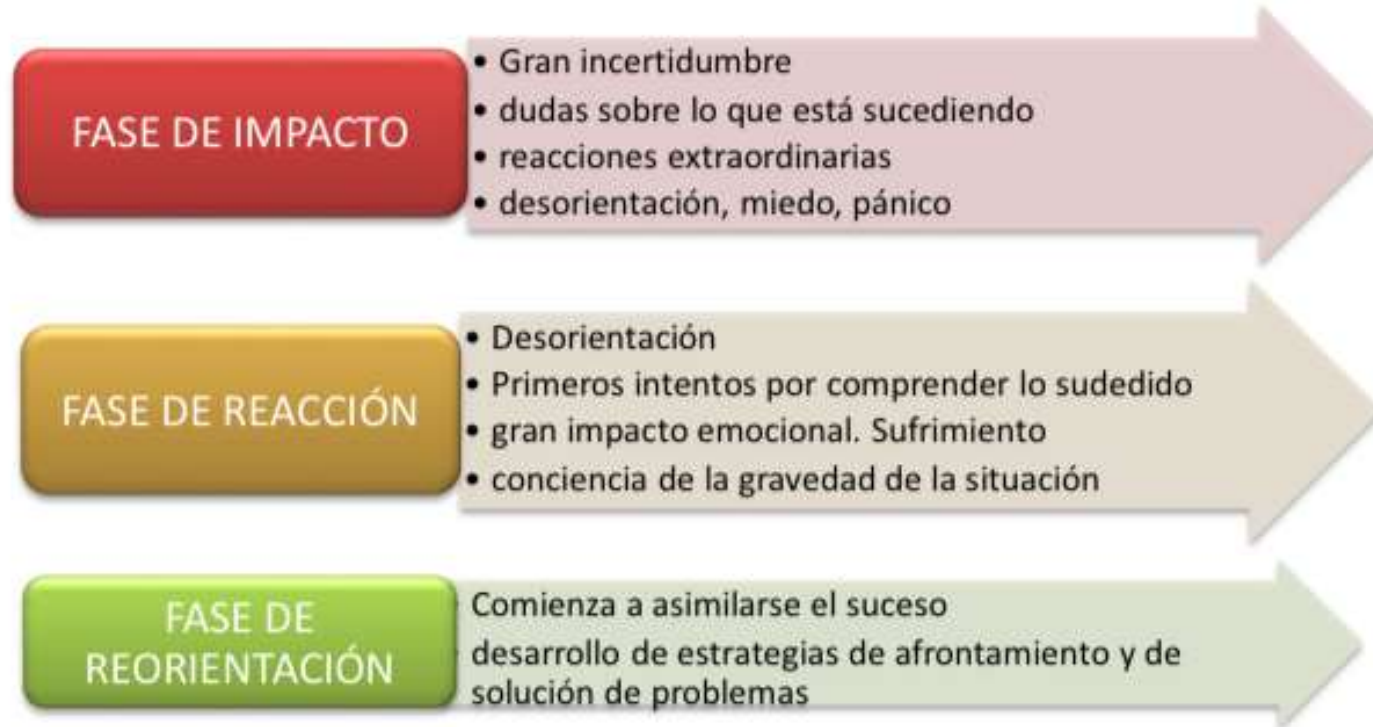 FASE DE IMPACTO
• Gran incertidumbre
• dudas sobre lo que está sucediendo
• reacciones extraordinarias
• desorientación, miedo, pánico
FASE DE REACCIÓN
• Desorientación
• Primeros intentos por comprender lo sudedido
• gran impacto emocional. Sufrimiento
• conciencia de la gravedad de la situación
FASE DE
REORIENTACIÓN
• Comienza a asimilarse el suceso
• desarrollo de estrategias de afrontamiento y de
solución de problemas